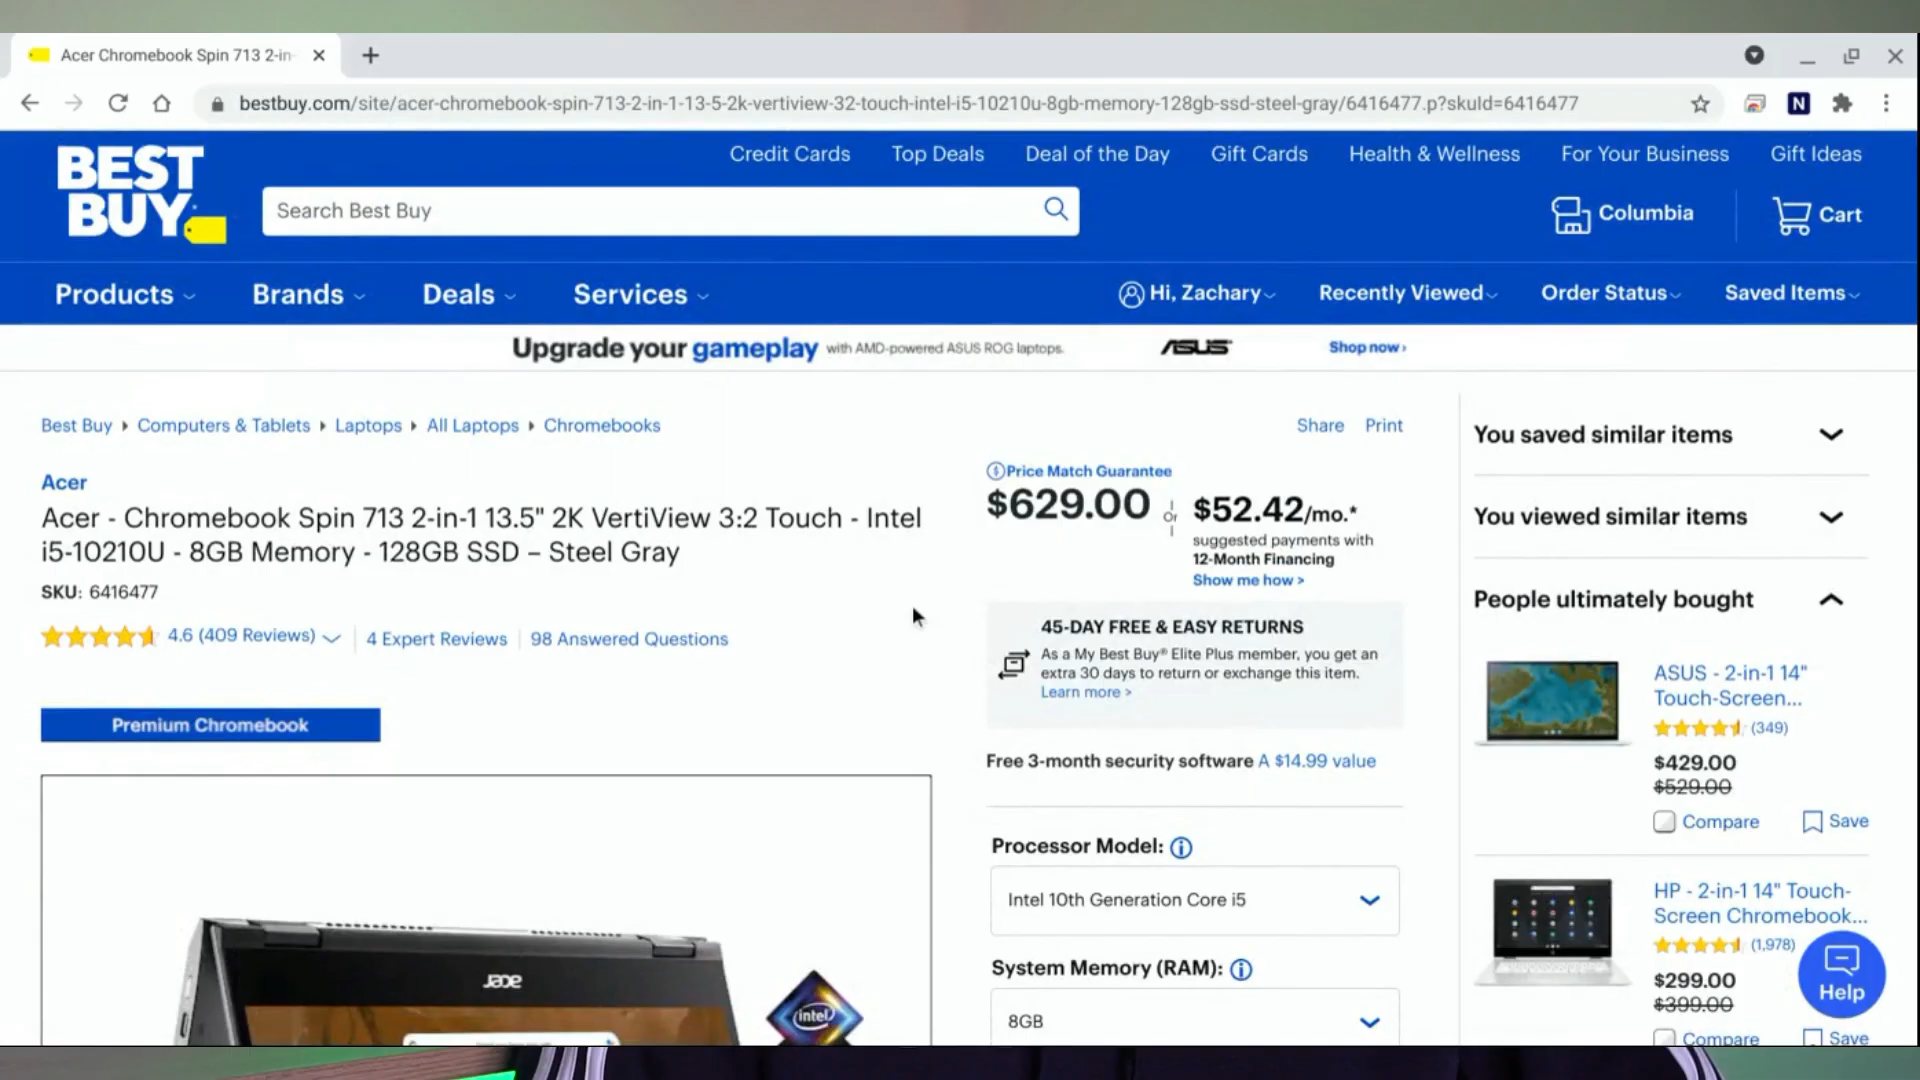 Acer Chromebook Spin 713 2-in-
bestbuy.com/site/acer-chromebook-spin-713-2-in-1-13-5-2k-vertiview-32-touch-intel-i5-10210u-8gb-memory-128gb-ssd-steel-gray/6416477.p?skuId=6416477
N
BEST
BUY
Credit Cards Top Deals Deal of the Day Gift Cards Health & Wellness For Your Business Gift Ideas
Search Best Buy
Columbia
Cart
Products Brands Deals Services
Hi, Zachary Recently Viewed Order Status Saved Items
Upgrade your gameplay with AMD-powered ASUS ROG laptops. ASUS Shop now ›
Best Buy Computers & Tablets Laptops All Laptops Chromebooks
Share Print
Acer
Acer - Chromebook Spin 713 2-in-1 13.5" 2K VertiView 3:2 Touch - Intel
i5-10210U - 8GB Memory - 128GB SSD – Steel Gray
SKU: 6416477
4.6 (409 Reviews) 4 Expert Reviews 98 Answered Questions
Premium Chromebook
acer
intel
Price Match Guarantee
$629.00
or
$52.42/mo.*
suggested payments with
12-Month Financing
Show me how >
45-DAY FREE & EASY RETURNS
As a My Best Buy® Elite Plus member, you get an
extra 30 days to return or exchange this item.
Learn more >
Free 3-month security software A $14.99 value
Processor Model:
Intel 10th Generation Core i5
System Memory (RAM):
8GB
You saved similar items
You viewed similar items
People ultimately bought
ASUS - 2-in-1 14"
Touch-Screen...
(349)
$429.00
$529.00
Compare Save
HP - 2-in-1 14" Touch-
Screen Chromebook...
(1,978)
$299.00
$399.00
Compare Save
Help